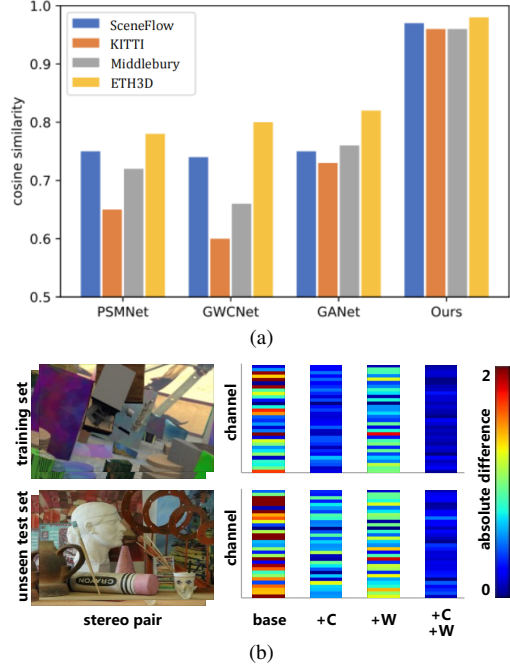 1.0
0.9
0.8
0.7
0.6
0.5
cosine similarity
SceneFlow
KITTI
Middlebury
ETH3D
PSMNet
GWCNet
GANet
Ours
(a)
training set
channel
unseen test set
channel
CRAYON
stereo pair
base
+C
+W
+C
+W
2
absolute difference
0
(b)